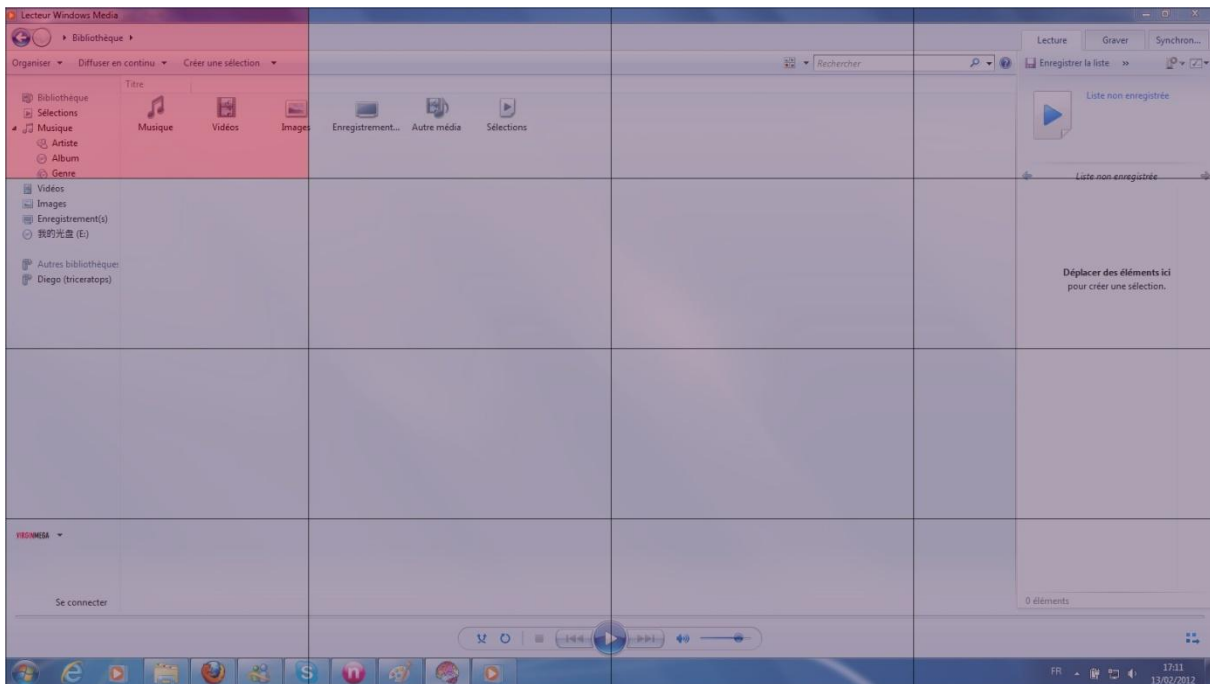 Lecteur Windows Media
Bibliothèque
Lecture Graver Synchron...
Organiser Diffuser en continu Créer une sélection Rechercher Enregistrer la liste »
Titre
Bibliothèque
Sélections
Musique
Artiste
Album
Genre
Vidéos
Images
Enregistrement(s)
我的光盘 (E:)
Autres bibliothèques
Diego (triceratops)
Musique Vidéos Images Enregistrement... Autre média Sélections
Liste non enregistrée
Liste non enregistrée
Déplacer des éléments ici
pour créer une sélection.
VIRGINMEGA
Se connecter
0 éléments
FR 17:11
13/02/2012